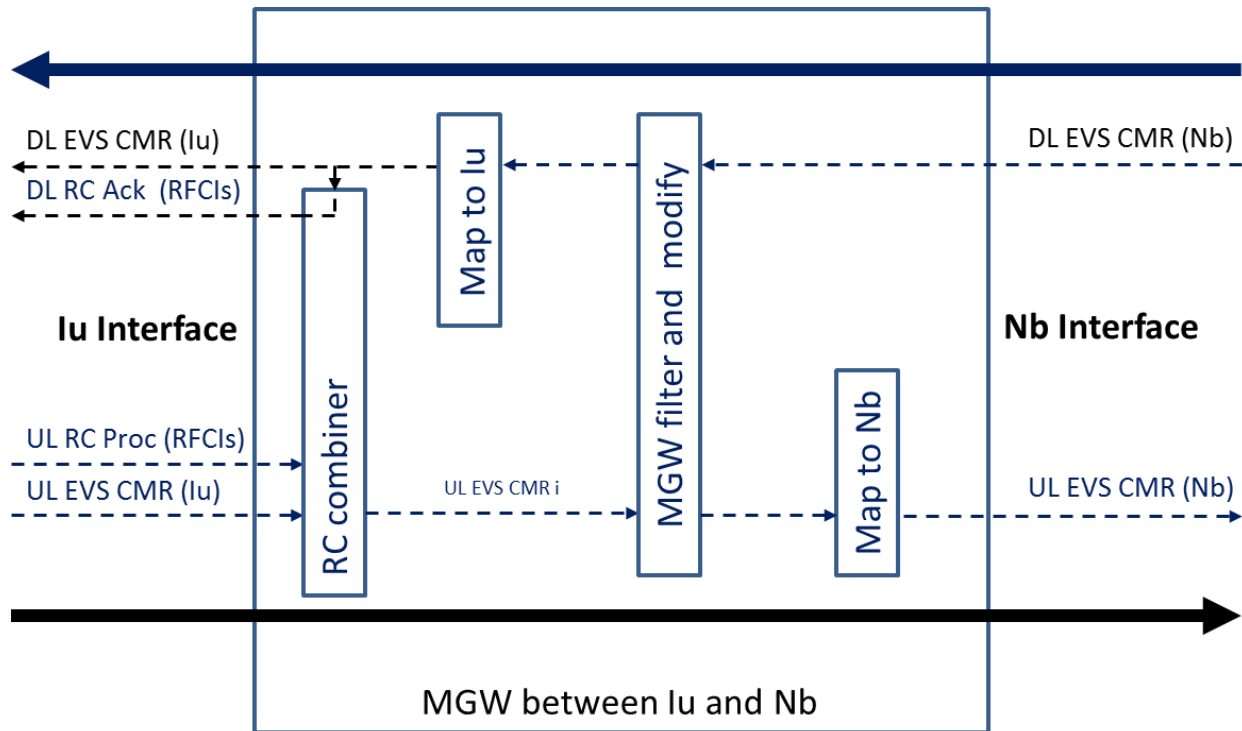 DL EVS CMR (Iu)
DL EVS CMR (Nb)
DL RC Ack (RFCIs)
Map to Iu
MGW filter and modify
Iu Interface
Nb Interface
RC combiner
Map to Nb
UL RC Proc (RFCIs)
UL EVS CMR (Iu)
UL EVS CMR i
UL EVS CMR (Nb)
MGW between Iu and Nb